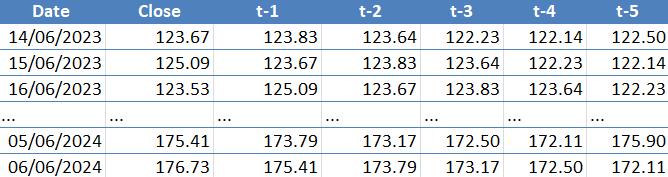 Date Close t-1 t-2 t-3 t-4 t-5
14/06/2023 123.67 123.83 123.64 122.23 122.14 122.50
15/06/2023 125.09 123.67 123.83 123.64 122.23 122.14
16/06/2023 123.53 125.09 123.67 123.83 123.64 122.23
... ... ... ... ... ... ...
05/06/2024 175.41 173.79 173.17 172.50 172.11 175.90
06/06/2024 176.73 175.41 173.79 173.17 172.50 172.11